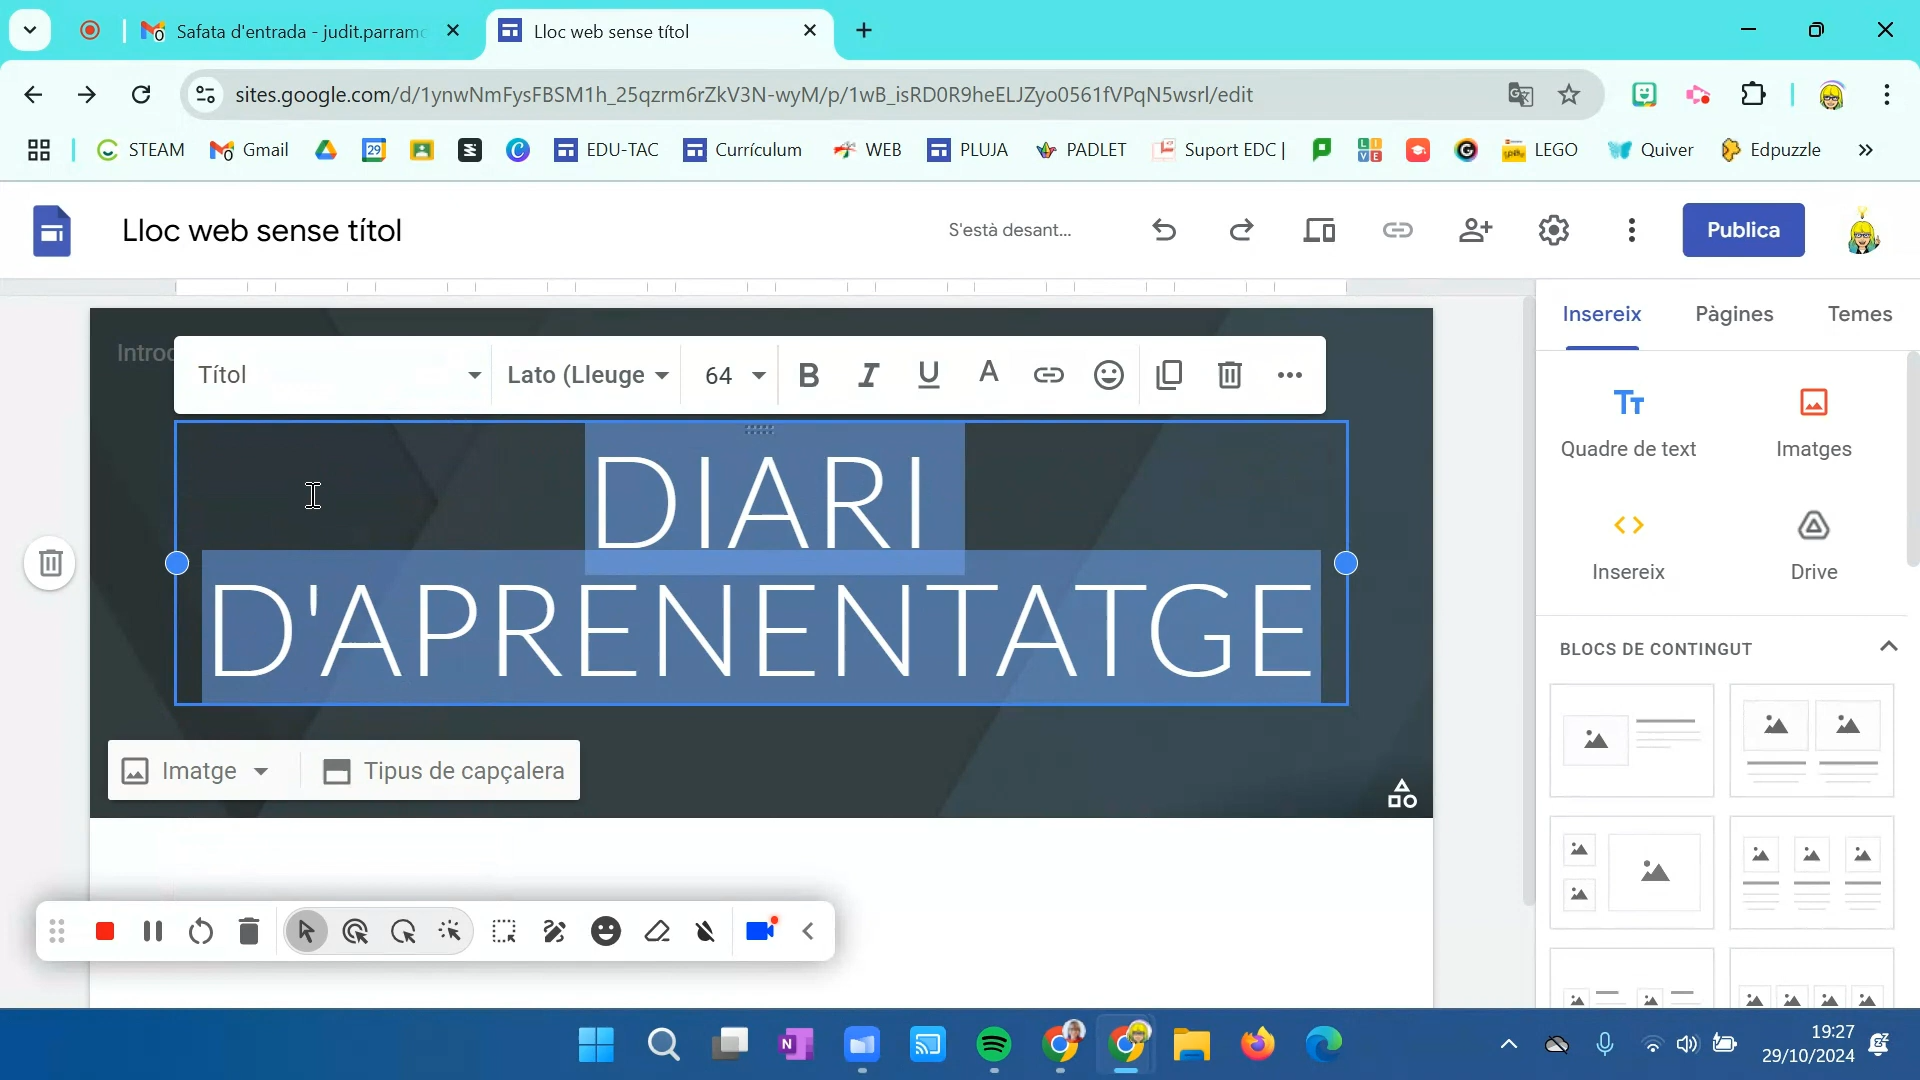 Safata d'entrada - judit.parram
Lloc web sense títol
sites.google.com/d/1ynwNmFysFBSM1h_25qzrm6rZkV3N-wyM/p/1wB_isRD0R9heELJZyo0561fVPqN5wsrl/edit
STEAM
Gmail
29
EDU-TAC
Currículum
WEB
PLUJA
PADLET
Suport EDC |
LIVE
LEGO
Quiver
Edpuzzle
Lloc web sense títol
S'està desant...
Publica
Insereix
Pàgines
Temes
Títol
Lato (Lleuge
64
DIARI
D'APRENENTATGE
Imatge
Tipus de capçalera
Quadre de text
Imatges
Insereix
Drive
BLOCS DE CONTINGUT
19:27
29/10/2024